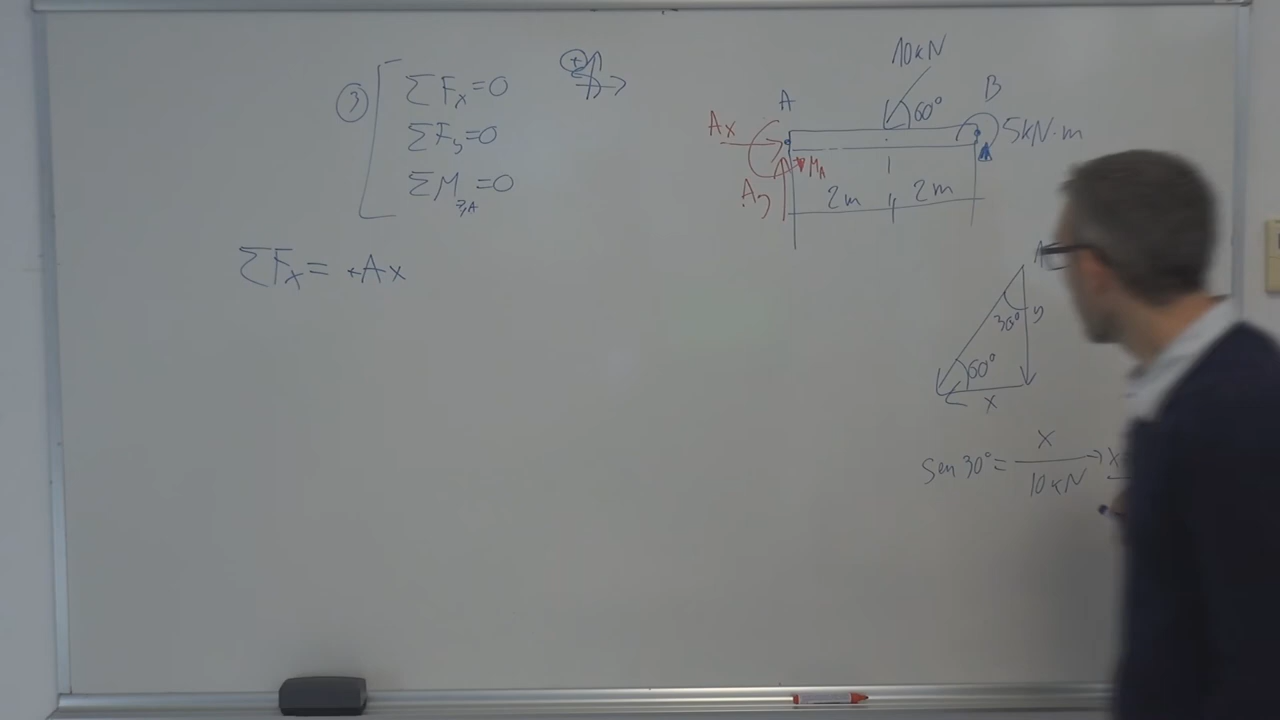 3
ΣFx=0
ΣFy=0
ΣM z,A=0
+
ΣFx= +Ax
10kN
60°
A
B
Ax
5kN·m
MA
Ay
2m
2m
30°
y
60°
x
Sen 30°= x / 10kN → x